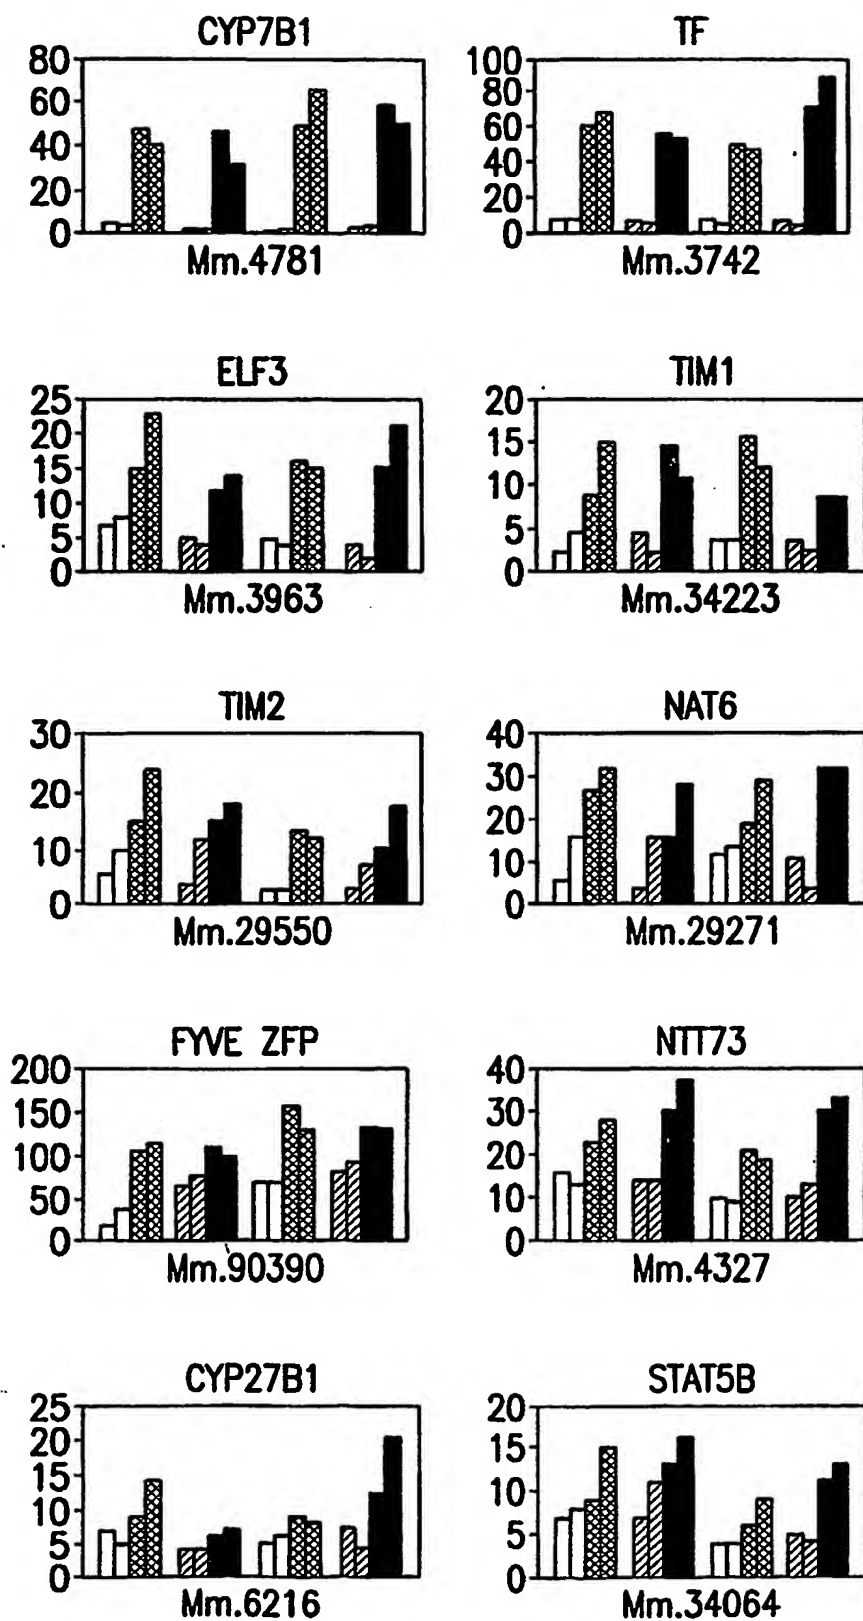 CYP7B1
80
60
40
20
0
Mm.4781
TF
100
80
60
40
20
0
Mm.3742
ELF3
25
20
15
10
5
0
Mm.3963
TIM1
20
15
10
5
0
Mm.34223
TIM2
30
20
10
0
Mm.29550
NAT6
40
30
20
10
0
Mm.29271
FYVE ZFP
200
150
100
50
0
Mm.90390
NTT73
40
30
20
10
0
Mm.4327
CYP27B1
25
20
15
10
5
0
Mm.6216
STAT5B
20
15
10
5
0
Mm.34064